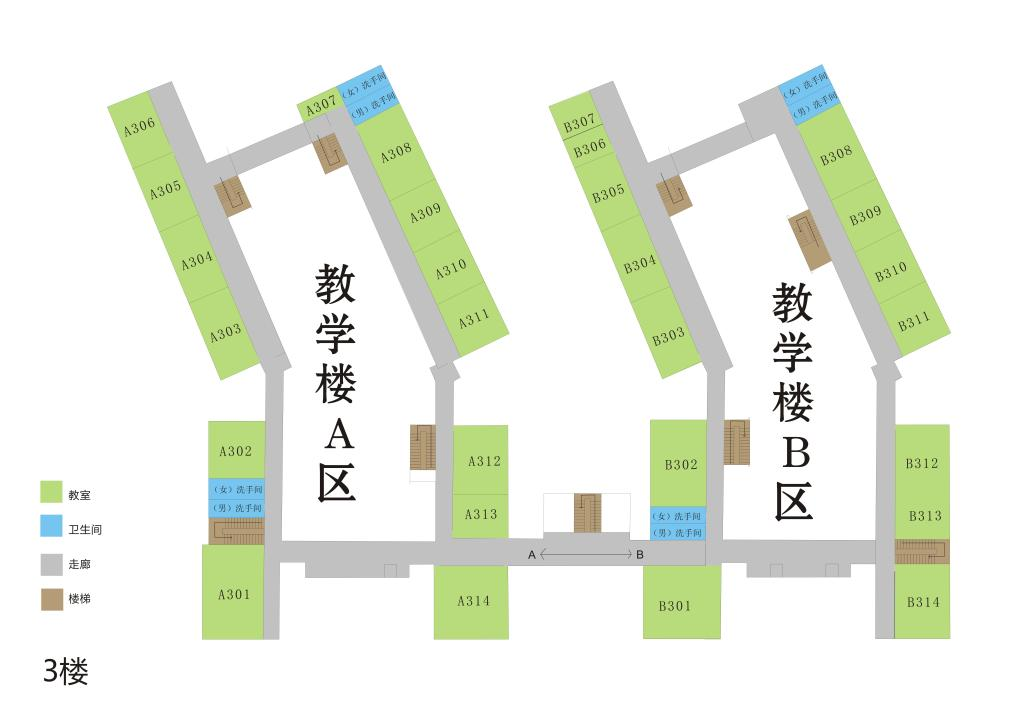 A306
A305
A304
A303
A307
（女）洗手间
（男）洗手间
A308
A309
A310
A311
教学楼A区
A302
（女）洗手间
（男）洗手间
A301
A312
A313
A314
B307
B306
B305
B304
B303
（女）洗手间
（男）洗手间
B308
B309
B310
B311
教学楼B区
B302
（女）洗手间
（男）洗手间
B301
B312
B313
B314
A
B
教室
卫生间
走廊
楼梯
3楼